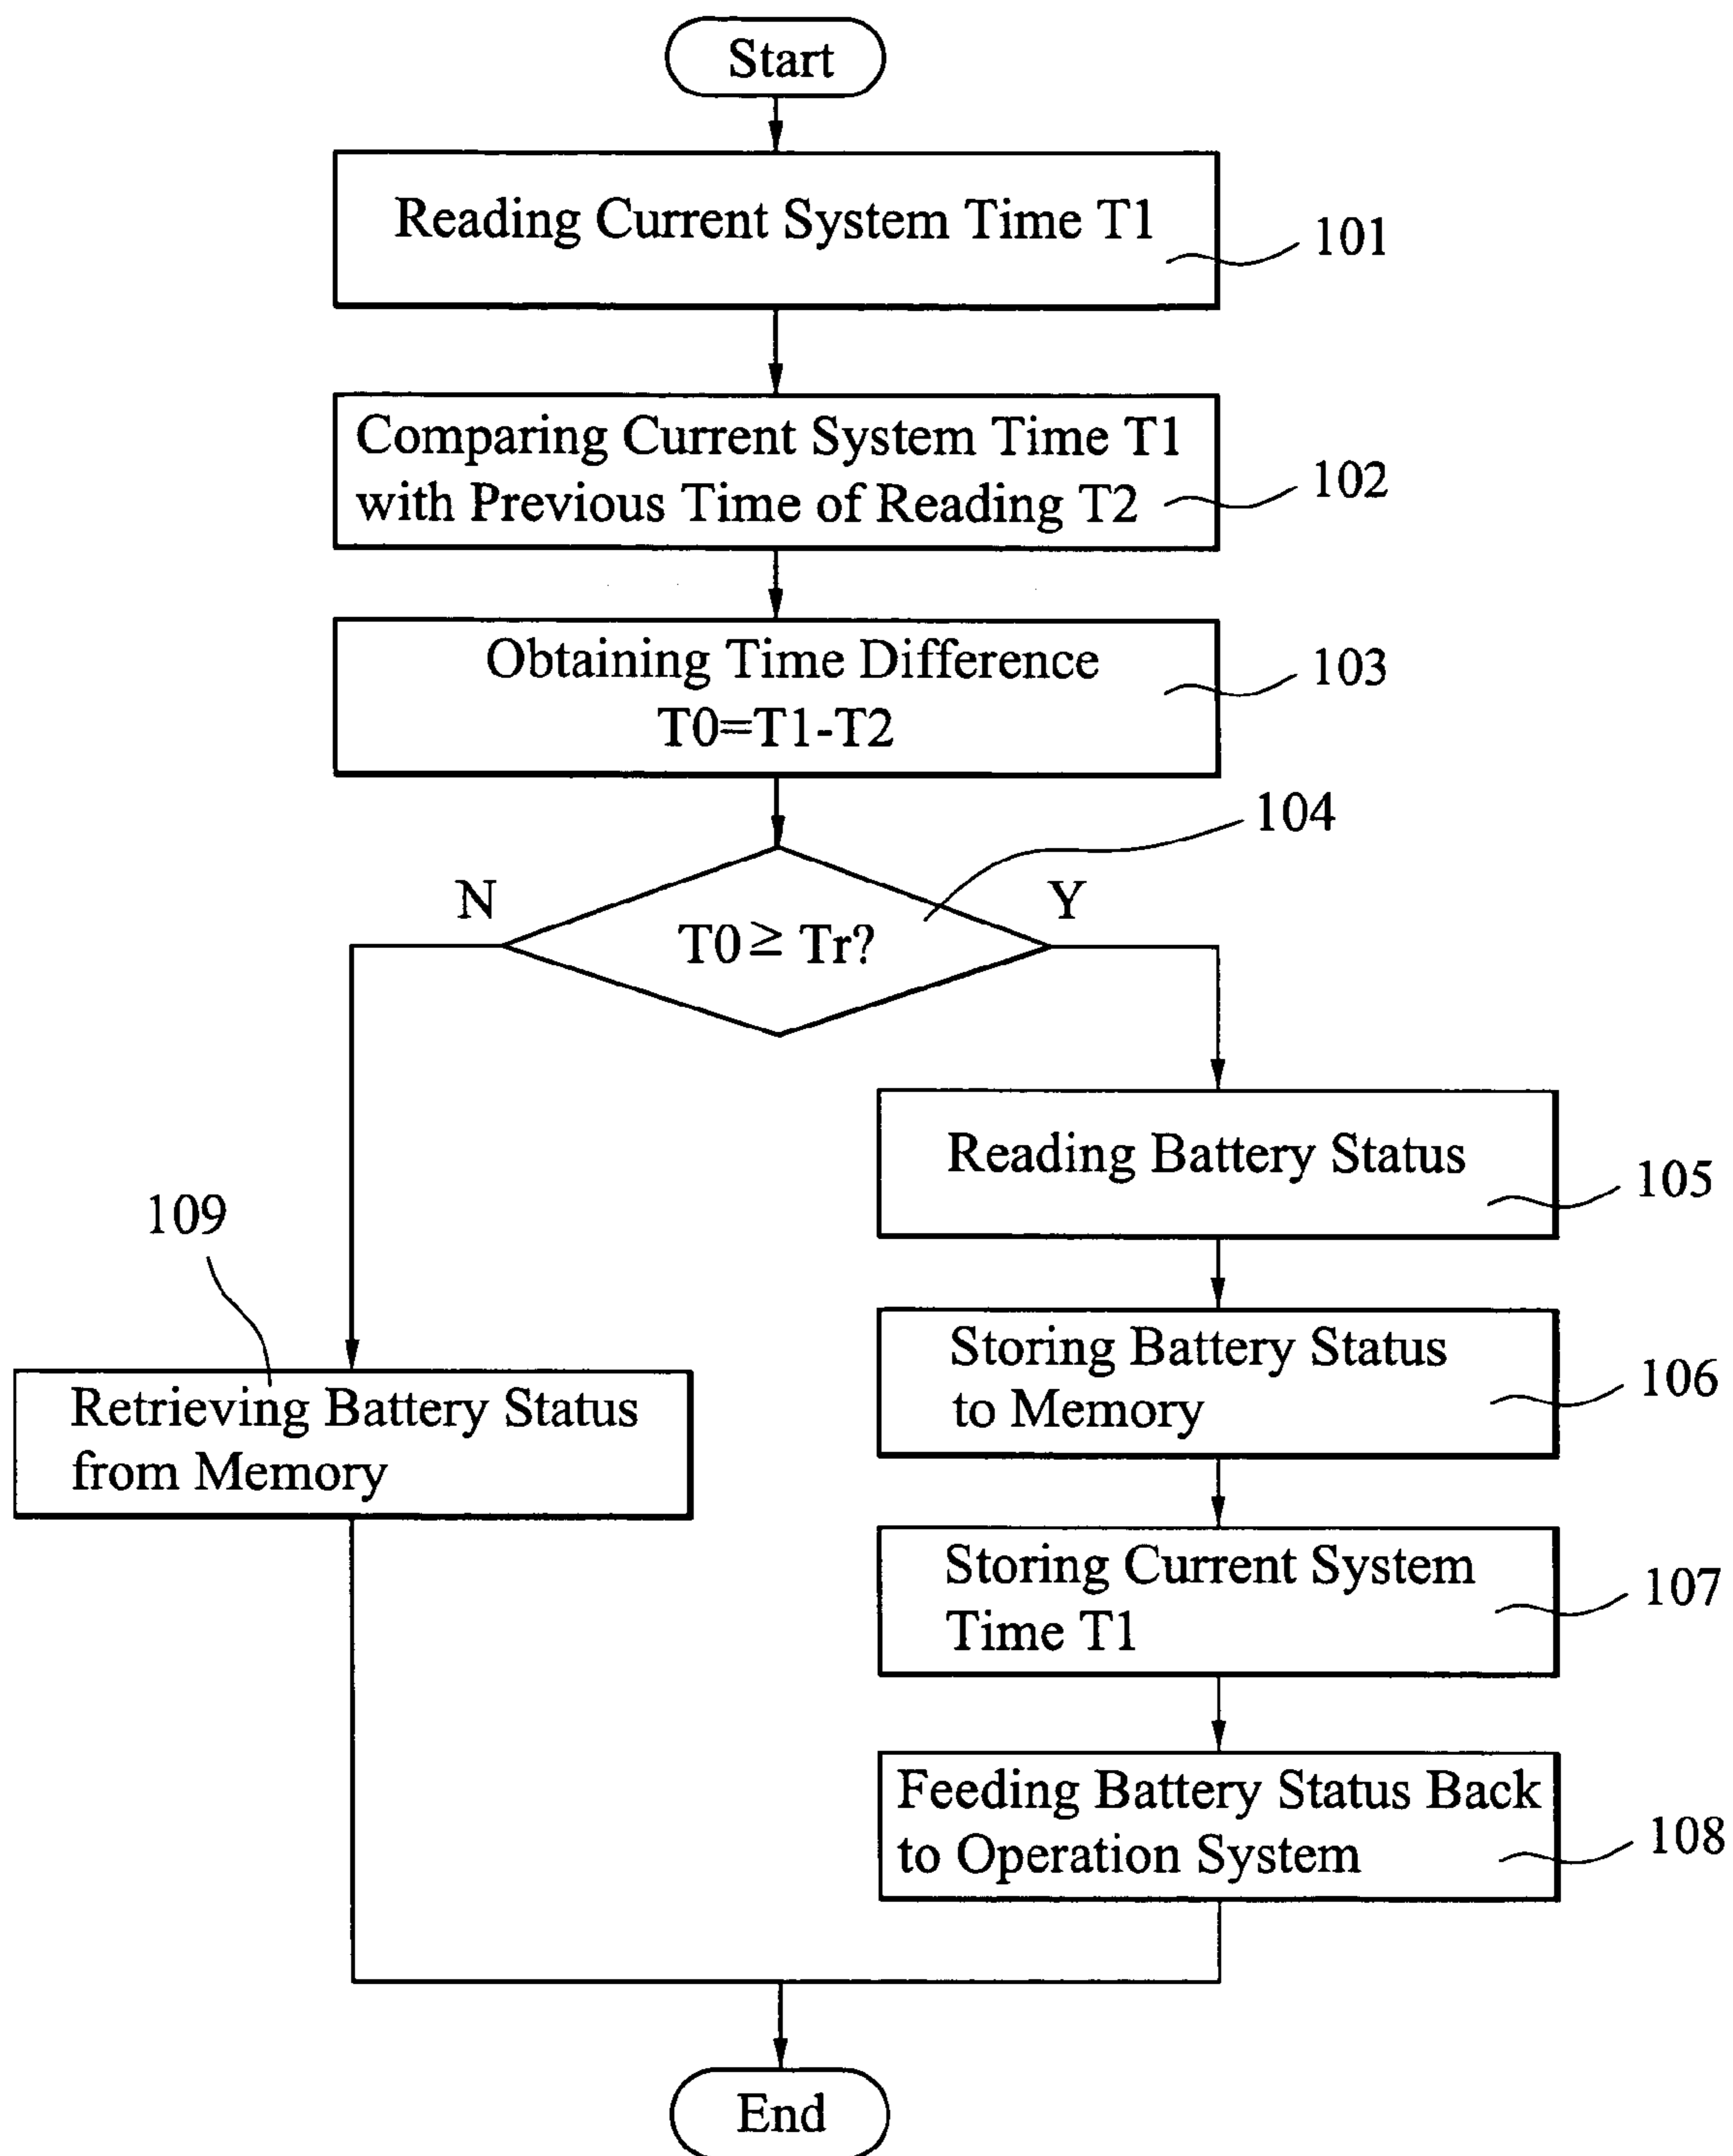 Start
Reading Current System Time T1
101
Comparing Current System Time T1
with Previous Time of Reading T2
102
Obtaining Time Difference
T0=T1-T2
103
104
N
Y
T0≥ Tr?
Reading Battery Status
105
109
Storing Battery Status
to Memory
106
Retrieving Battery Status
from Memory
Storing Current System
Time T1
107
Feeding Battery Status Back
to Operation System
108
End